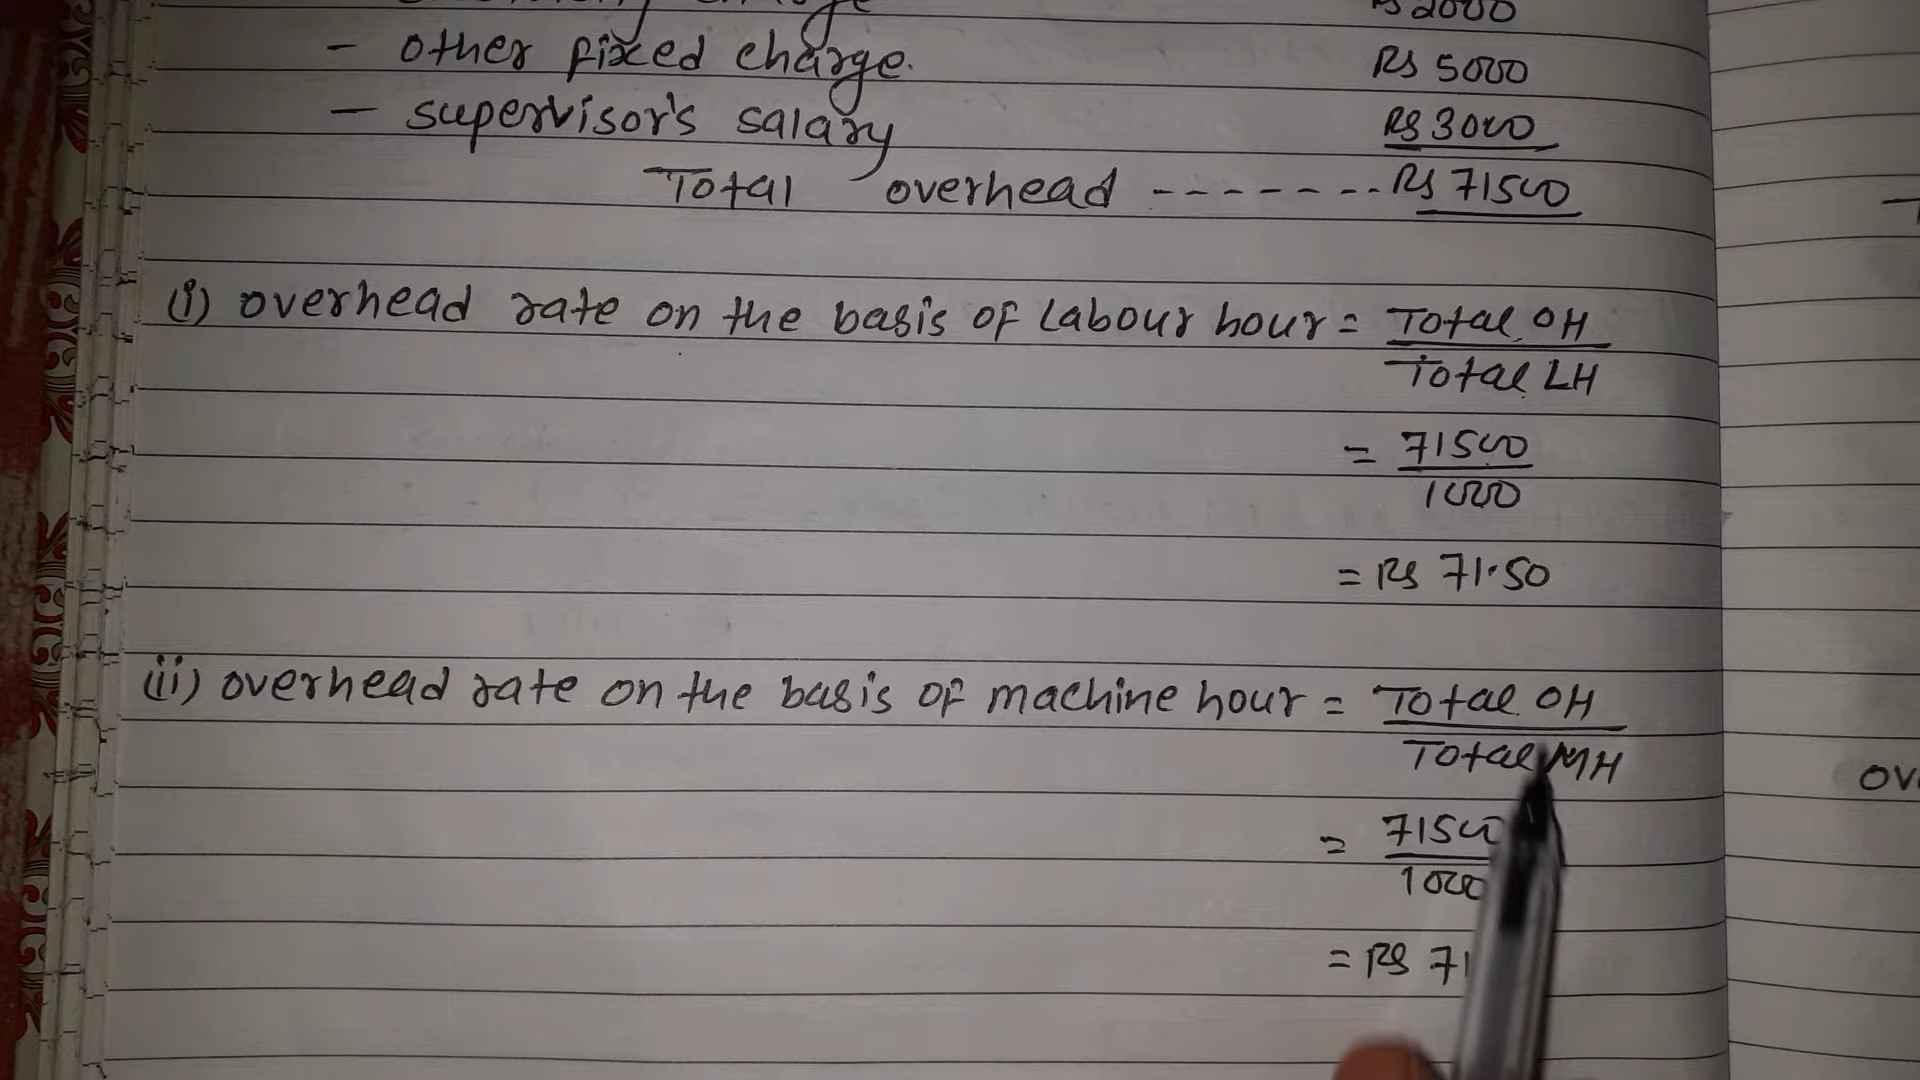 Rs 2000
- other fixed charge. Rs 5000
- supervisor's salary Rs 3000
Total overhead ------- Rs 71500
(i) overhead rate on the basis of Labour hour = Total OH
Total LH
= 71500
1000
= Rs 71.50
(ii) overhead rate on the basis of machine hour = Total OH
Total MH
= 7150
1000
= Rs 71
ov